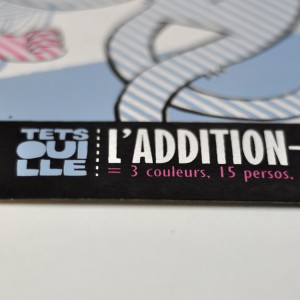 TETS
OUI
LLE
L'ADDITION-
= 3 couleurs, 15 persos,